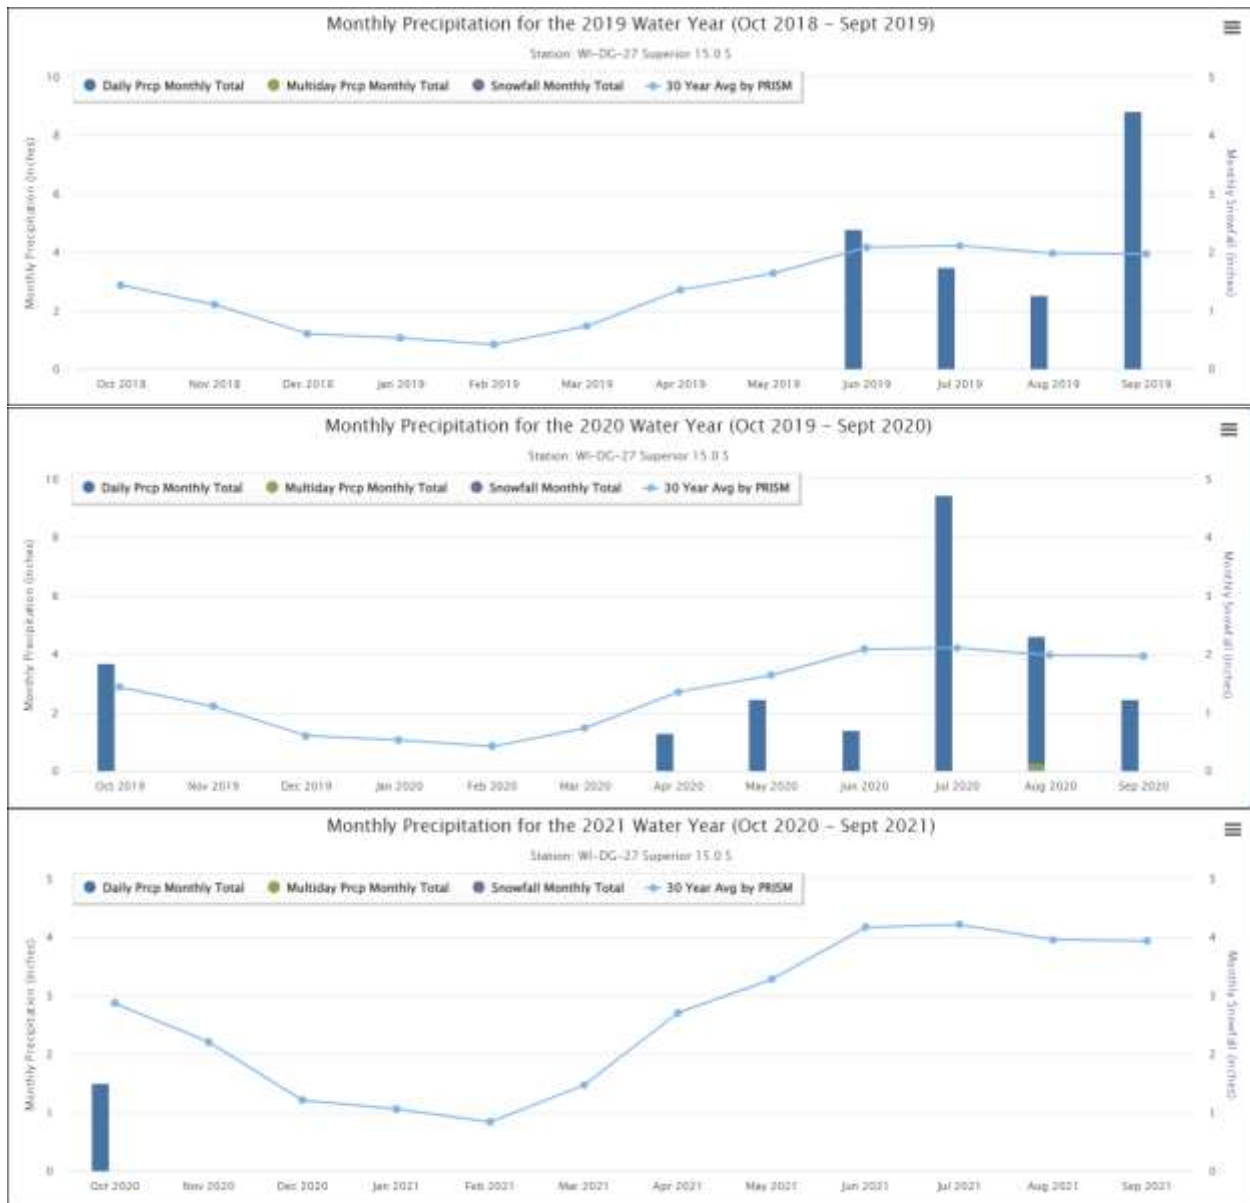 Monthly Precipitation for the 2019 Water Year (Oct 2018 - Sept 2019)
Station: WI-DG-27 Superior 15.0 S
Daily Prcp Monthly Total Multiday Prcp Monthly Total Snowfall Monthly Total 30 Year Avg by PRISM
Monthly Precipitation (inches)
10
8
6
4
2
0
Monthly Snowfall (inches)
5
4
3
2
1
0
Oct 2018 Nov 2018 Dec 2018 Jan 2019 Feb 2019 Mar 2019 Apr 2019 May 2019 Jun 2019 Jul 2019 Aug 2019 Sep 2019
Monthly Precipitation for the 2020 Water Year (Oct 2019 - Sept 2020)
Station: WI-DG-27 Superior 15.0 S
Daily Prcp Monthly Total Multiday Prcp Monthly Total Snowfall Monthly Total 30 Year Avg by PRISM
Monthly Precipitation (inches)
10
8
6
4
2
0
Monthly Snowfall (inches)
5
4
3
2
1
0
Oct 2019 Nov 2019 Dec 2019 Jan 2020 Feb 2020 Mar 2020 Apr 2020 May 2020 Jun 2020 Jul 2020 Aug 2020 Sep 2020
Monthly Precipitation for the 2021 Water Year (Oct 2020 - Sept 2021)
Station: WI-DG-27 Superior 15.0 S
Daily Prcp Monthly Total Multiday Prcp Monthly Total Snowfall Monthly Total 30 Year Avg by PRISM
Monthly Precipitation (inches)
5
4
3
2
1
0
Monthly Snowfall (inches)
5
4
3
2
1
0
Oct 2020 Nov 2020 Dec 2020 Jan 2021 Feb 2021 Mar 2021 Apr 2021 May 2021 Jun 2021 Jul 2021 Aug 2021 Sep 2021